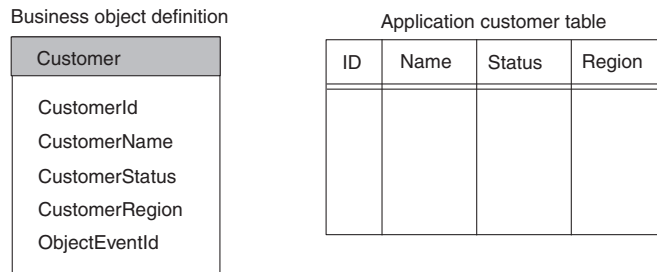 Business object definition
Customer
CustomerId
CustomerName
CustomerStatus
CustomerRegion
ObjectEventId
Application customer table
ID Name Status Region